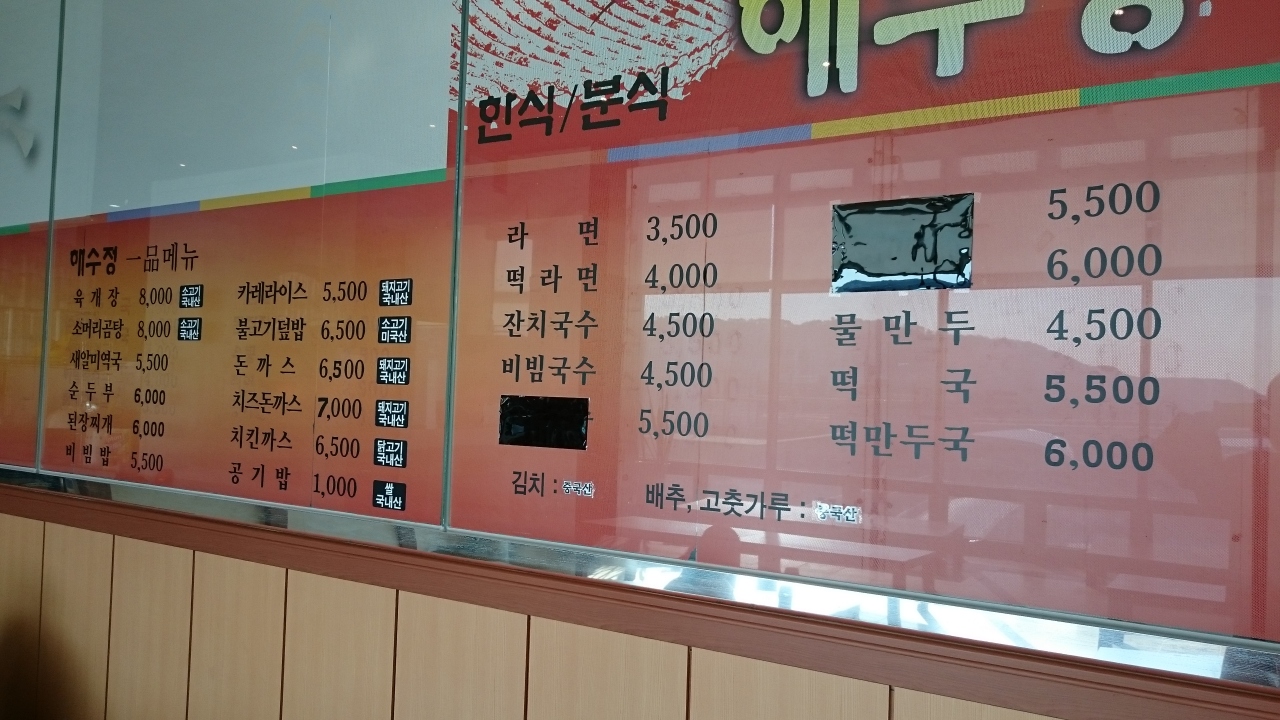 해수정
한식/분식
해수정 一品메뉴
육개장 8,000 소고기 국내산
소머리곰탕 8,000 소고기 국내산
새알미역국 5,500
순두부 6,000
된장찌개 6,000
비빔밥 5,500
카레라이스 5,500 돼지고기 국내산
불고기덮밥 6,500 소고기 미국산
돈까스 6,500 돼지고기 국내산
치즈돈까스 7,000 돼지고기 국내산
치킨까스 6,500 닭고기 국내산
공기밥 1,000 쌀 국내산
라면 3,500
떡라면 4,000
잔치국수 4,500
비빔국수 4,500
5,500
5,500
6,000
물만두 4,500
떡국 5,500
떡만두국 6,000
김치 : 중국산
배추, 고춧가루 : 중국산